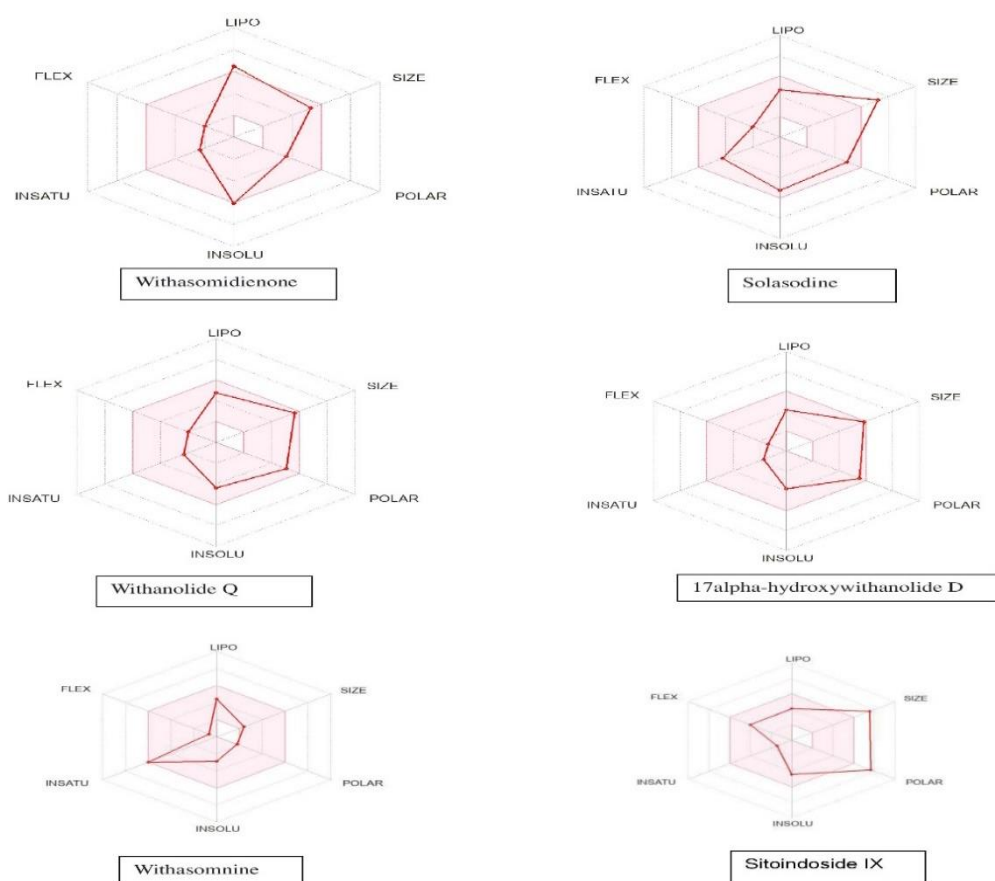 LIPO
FLEX
SIZE
INSATU
POLAR
INSOLU
Withasomidienone
LIPO
FLEX
SIZE
INSATU
POLAR
INSOLU
Solasodine
LIPO
FLEX
SIZE
INSATU
POLAR
INSOLU
Withanolide Q
LIPO
FLEX
SIZE
INSATU
POLAR
INSOLU
17alpha-hydroxywithanolide D
LIPO
FLEX
SIZE
INSATU
POLAR
INSOLU
Withasomnine
LIPO
FLEX
SIZE
INSATU
POLAR
INSOLU
Sitoindoside IX